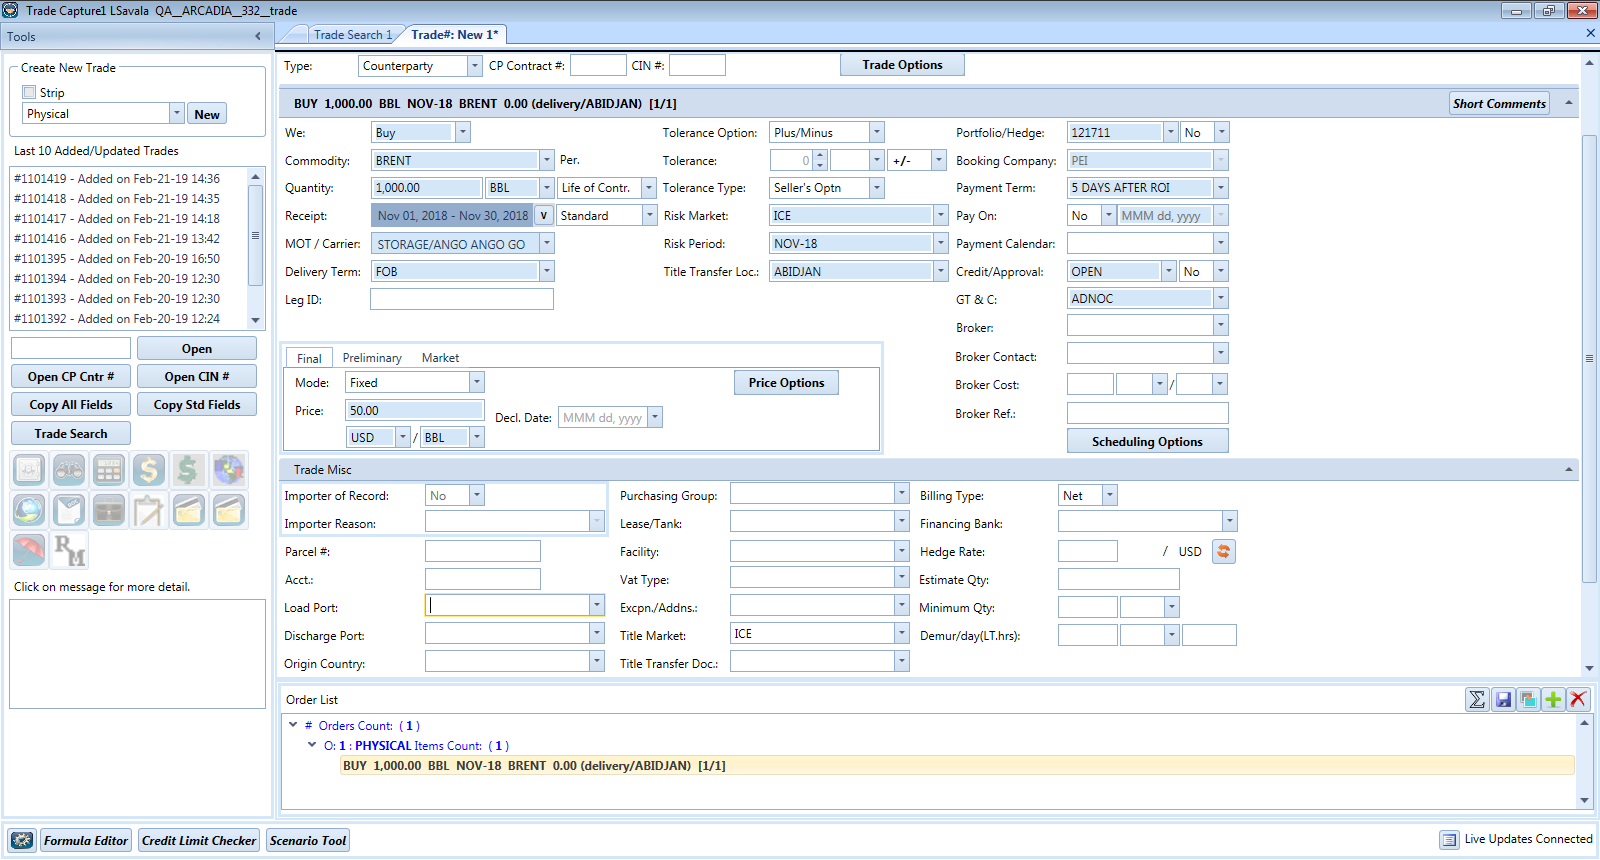 Trade Capture1 LSavala  QA__ARCADIA__332__trade
Tools
Trade Search 1
Trade#: New 1*
Create New Trade
Strip
Physical
New
Last 10 Added/Updated Trades
#1101419 - Added on Feb-21-19 14:36
#1101418 - Added on Feb-21-19 14:35
#1101417 - Added on Feb-21-19 14:18
#1101416 - Added on Feb-21-19 13:42
#1101395 - Added on Feb-20-19 16:50
#1101394 - Added on Feb-20-19 12:30
#1101393 - Added on Feb-20-19 12:30
#1101392 - Added on Feb-20-19 12:24
Open
Open CP Cntr #
Open CIN #
Copy All Fields
Copy Std Fields
Trade Search
RM
Click on message for more detail.
Type: Counterparty CP Contract #: CIN #: Trade Options
BUY  1,000.00  BBL  NOV-18  BRENT  0.00 (delivery/ABIDJAN)  [1/1]
Short Comments
We: Buy Tolerance Option: Plus/Minus Portfolio/Hedge: 121711 No
Commodity: BRENT Per. Tolerance: 0 +/- Booking Company: PEI
Quantity: 1,000.00 BBL Life of Contr. Tolerance Type: Seller's Optn Payment Term: 5 DAYS AFTER ROI
Receipt: Nov 01, 2018 - Nov 30, 2018 v Standard Risk Market: ICE Pay On: No MMM dd, yyyy
MOT / Carrier: STORAGE/ANGO ANGO GO Risk Period: NOV-18 Payment Calendar:
Delivery Term: FOB Title Transfer Loc.: ABIDJAN Credit/Approval: OPEN No
Leg ID: GT & C: ADNOC
Broker:
Broker Contact:
Broker Cost: /
Broker Ref.:
Scheduling Options
Final Preliminary Market
Mode: Fixed Price Options
Price: 50.00 Decl. Date: MMM dd, yyyy
USD / BBL
Trade Misc
Importer of Record: No Purchasing Group: Billing Type: Net
Importer Reason: Lease/Tank: Financing Bank:
Parcel #: Facility: Hedge Rate: / USD
Acct.: Vat Type: Estimate Qty:
Load Port: Excpn./Addns.: Minimum Qty:
Discharge Port: Title Market: ICE Demur/day(LT.hrs):
Origin Country: Title Transfer Doc.:
Order List
# Orders Count: ( 1 )
O: 1 : PHYSICAL Items Count: ( 1 )
BUY  1,000.00  BBL  NOV-18  BRENT  0.00 (delivery/ABIDJAN)  [1/1]
Formula Editor
Credit Limit Checker
Scenario Tool
Live Updates Connected